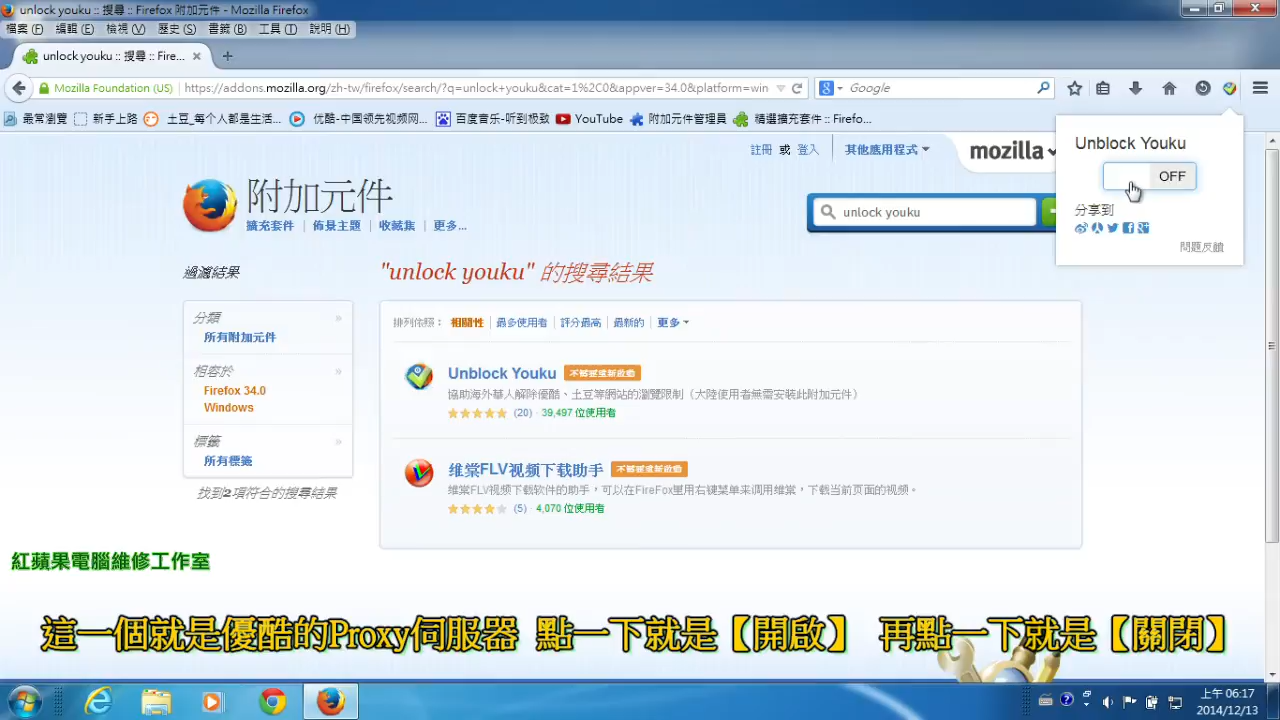 unlock youku :: 搜尋 :: Firefox 附加元件 - Mozilla Firefox
檔案(F) 編輯(E) 檢視(V) 歷史(S) 書籤(B) 工具(T) 說明(H)
unlock youku :: 搜尋 :: Fire...
Mozilla Foundation (US) https://addons.mozilla.org/zh-tw/firefox/search/?q=unlock+youku&cat=1%2C0&appver=34.0&platform=win Google
最常瀏覽 新手上路 土豆_每个人都是生活... 优酷-中国领先视频网... 百度音乐-听到极致 YouTube 附加元件管理員 精選擴充套件 :: Firefo...
註冊 或 登入 其他應用程式 mozilla
Unblock Youku
OFF
分享到
問題反饋
附加元件
擴充套件 佈景主題 收藏集 更多...
unlock youku
過濾結果
"unlock youku" 的搜尋結果
分類 »
所有附加元件
相容於 »
Firefox 34.0
Windows
標籤 »
所有標籤
找到2項符合的搜尋結果
排列依照： 相關性 最多使用者 評分最高 最新的 更多
Unblock Youku 不需要重新啟動
協助海外華人解除優酷、土豆等網站的瀏覽限制（大陸使用者無需安裝此附加元件）
(20) · 39,497 位使用者
维棠FLV视频下载助手 不需要重新啟動
维棠FLV视频下载软件的助手，可以在FireFox里用右键菜单来调用维棠，下载当前页面的视频。
(5) · 4,070 位使用者
紅蘋果電腦維修工作室
這一個就是優酷的Proxy伺服器 點一下就是【開啟】 再點一下就是【關閉】
上午 06:17
2014/12/13